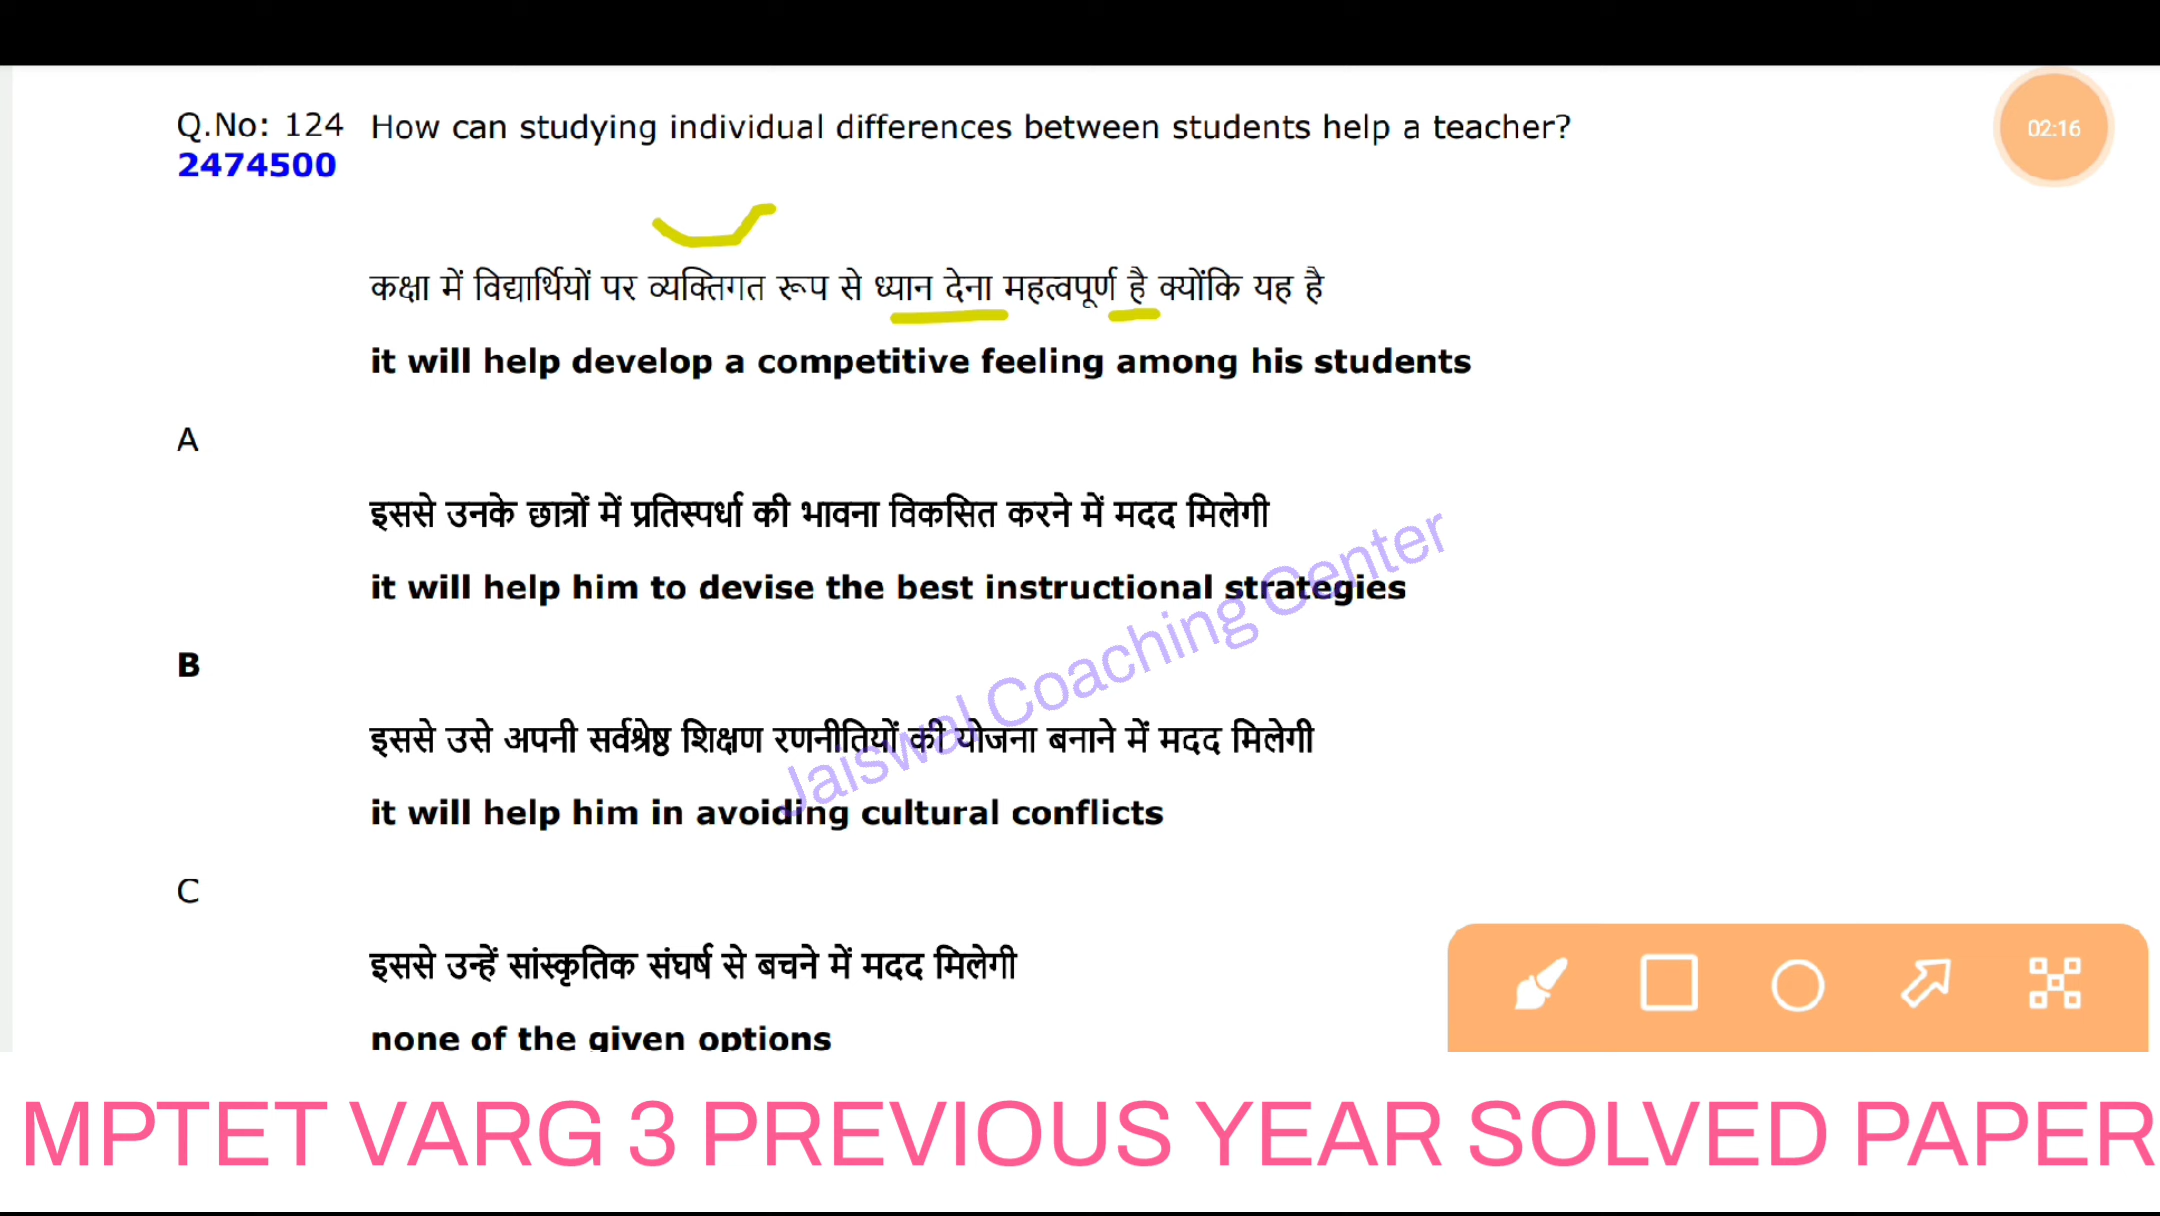 Q.No: 124 How can studying individual differences between students help a teacher?
02:16
2474500
कक्षा में विद्यार्थियों पर व्यक्तिगत रूप से ध्यान देना महत्वपूर्ण है क्योंकि यह है
it will help develop a competitive feeling among his students
A
इससे उनके छात्रों में प्रतिस्पर्धा की भावना विकसित करने में मदद मिलेगी
it will help him to devise the best instructional strategies
B
इससे उसे अपनी सर्वश्रेष्ठ शिक्षण रणनीतियों की योजना बनाने में मदद मिलेगी
it will help him in avoiding cultural conflicts
C
इससे उन्हें सांस्कृतिक संघर्ष से बचने में मदद मिलेगी
none of the given options
Jaiswal Coaching Center
MPTET VARG 3 PREVIOUS YEAR SOLVED PAPER